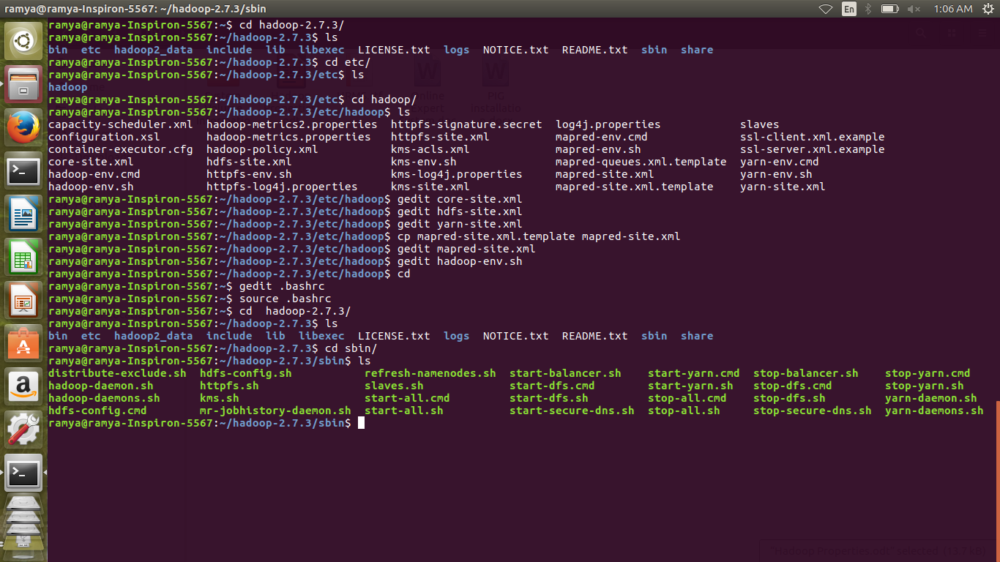 ramya@ramya-Inspiron-5567: ~/hadoop-2.7.3/sbin En 1:06 AM
ramya@ramya-Inspiron-5567:~$ cd hadoop-2.7.3/
ramya@ramya-Inspiron-5567:~/hadoop-2.7.3$ ls
bin etc hadoop2_data include lib libexec LICENSE.txt logs NOTICE.txt README.txt sbin share
ramya@ramya-Inspiron-5567:~/hadoop-2.7.3$ cd etc/
ramya@ramya-Inspiron-5567:~/hadoop-2.7.3/etc$ ls
hadoop
ramya@ramya-Inspiron-5567:~/hadoop-2.7.3/etc$ cd hadoop/
ramya@ramya-Inspiron-5567:~/hadoop-2.7.3/etc/hadoop$ ls
capacity-scheduler.xml hadoop-metrics2.properties httpfs-signature.secret log4j.properties slaves
configuration.xsl hadoop-metrics.properties httpfs-site.xml mapred-env.cmd ssl-client.xml.example
container-executor.cfg hadoop-policy.xml kms-acls.xml mapred-env.sh ssl-server.xml.example
core-site.xml hdfs-site.xml kms-env.sh mapred-queues.xml.template yarn-env.cmd
hadoop-env.cmd httpfs-env.sh kms-log4j.properties mapred-site.xml yarn-env.sh
hadoop-env.sh httpfs-log4j.properties kms-site.xml mapred-site.xml.template yarn-site.xml
ramya@ramya-Inspiron-5567:~/hadoop-2.7.3/etc/hadoop$ gedit core-site.xml
ramya@ramya-Inspiron-5567:~/hadoop-2.7.3/etc/hadoop$ gedit hdfs-site.xml
ramya@ramya-Inspiron-5567:~/hadoop-2.7.3/etc/hadoop$ gedit yarn-site.xml
ramya@ramya-Inspiron-5567:~/hadoop-2.7.3/etc/hadoop$ cp mapred-site.xml.template mapred-site.xml
ramya@ramya-Inspiron-5567:~/hadoop-2.7.3/etc/hadoop$ gedit mapred-site.xml
ramya@ramya-Inspiron-5567:~/hadoop-2.7.3/etc/hadoop$ gedit hadoop-env.sh
ramya@ramya-Inspiron-5567:~/hadoop-2.7.3/etc/hadoop$ cd
ramya@ramya-Inspiron-5567:~$ gedit .bashrc
ramya@ramya-Inspiron-5567:~$ source .bashrc
ramya@ramya-Inspiron-5567:~$ cd  hadoop-2.7.3/
ramya@ramya-Inspiron-5567:~/hadoop-2.7.3$ ls
bin etc hadoop2_data include lib libexec LICENSE.txt logs NOTICE.txt README.txt sbin share
ramya@ramya-Inspiron-5567:~/hadoop-2.7.3$ cd sbin/
ramya@ramya-Inspiron-5567:~/hadoop-2.7.3/sbin$ ls
distribute-exclude.sh hdfs-config.sh refresh-namenodes.sh start-balancer.sh start-yarn.cmd stop-balancer.sh stop-yarn.cmd
hadoop-daemon.sh httpfs.sh slaves.sh start-dfs.cmd start-yarn.sh stop-dfs.cmd stop-yarn.sh
hadoop-daemons.sh kms.sh start-all.cmd start-dfs.sh stop-all.cmd stop-dfs.sh yarn-daemon.sh
hdfs-config.cmd mr-jobhistory-daemon.sh start-all.sh start-secure-dns.sh stop-all.sh stop-secure-dns.sh yarn-daemons.sh
ramya@ramya-Inspiron-5567:~/hadoop-2.7.3/sbin$
"Hadoop Properties.odt" selected (13.7 kB)